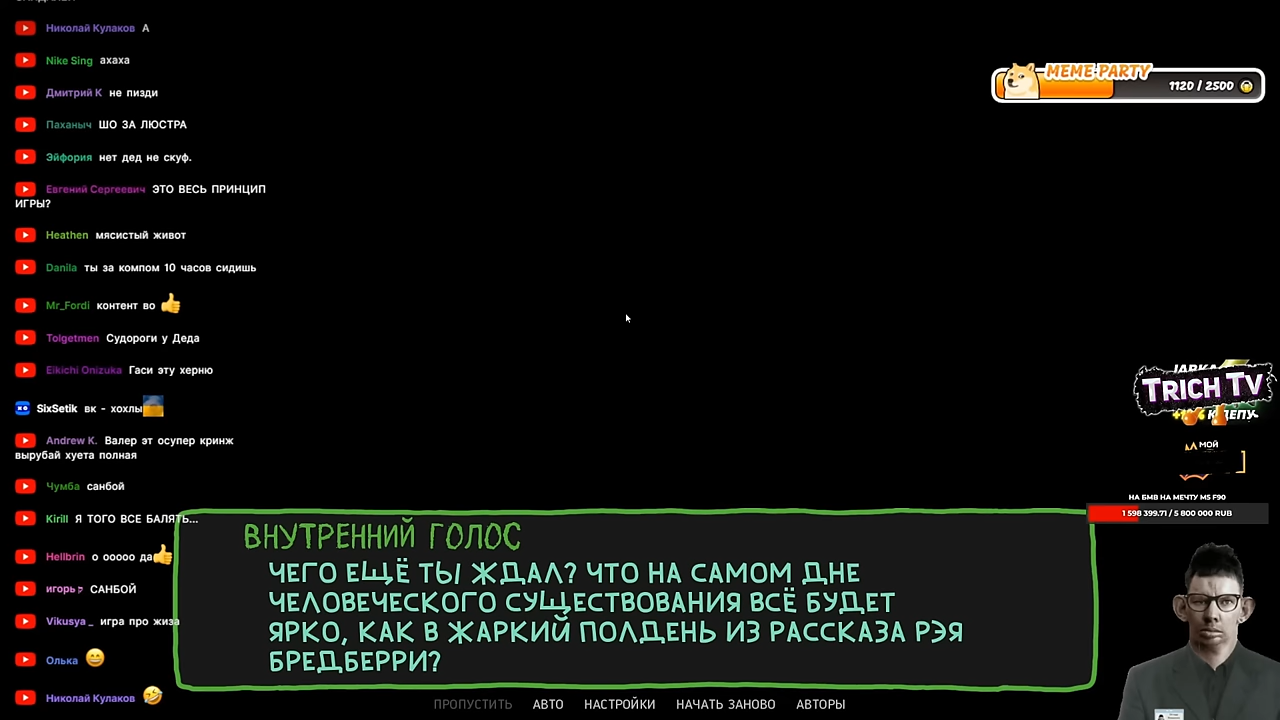 Николай Кулаков А
Nike Sing ахаха
Дмитрий К не пизди
Паханыч ШО ЗА ЛЮСТРА
Эйфория нет дед не скуф.
Евгений Сергеевич ЭТО ВЕСЬ ПРИНЦИП
ИГРЫ?
Heathen мясистый живот
Danila ты за компом 10 часов сидишь
Mr_Fordi контент во 👍
Tolgetmen Судороги у Деда
Eikichi Onizuka Гаси эту херню
SixSetik вк - хохлы
Andrew K. Валер эт осупер кринж
вырубай хуета полная
Чумба санбой
Kirill Я ТОГО ВСЕ БАЛЯТЬ...
Hellbrin о ооооо да👍
игорь САНБОЙ
Vikusya _ игра про жиза
Олька 😄
Николай Кулаков 🤣
MEME PARTY
1120 / 2500
TRICH TV
МОЙ
НА БМВ НА МЕЧТУ M5 F90
1 598 399.71 / 5 800 000 RUB
ВНУТРЕННИЙ ГОЛОС
ЧЕГО ЕЩЁ ТЫ ЖДАЛ? ЧТО НА САМОМ ДНЕ
ЧЕЛОВЕЧЕСКОГО СУЩЕСТВОВАНИЯ ВСЁ БУДЕТ
ЯРКО, КАК В ЖАРКИЙ ПОЛДЕНЬ ИЗ РАССКАЗА РЭЯ
БРЕДБЕРРИ?
ПРОПУСТИТЬ АВТО НАСТРОЙКИ НАЧАТЬ ЗАНОВО АВТОРЫ